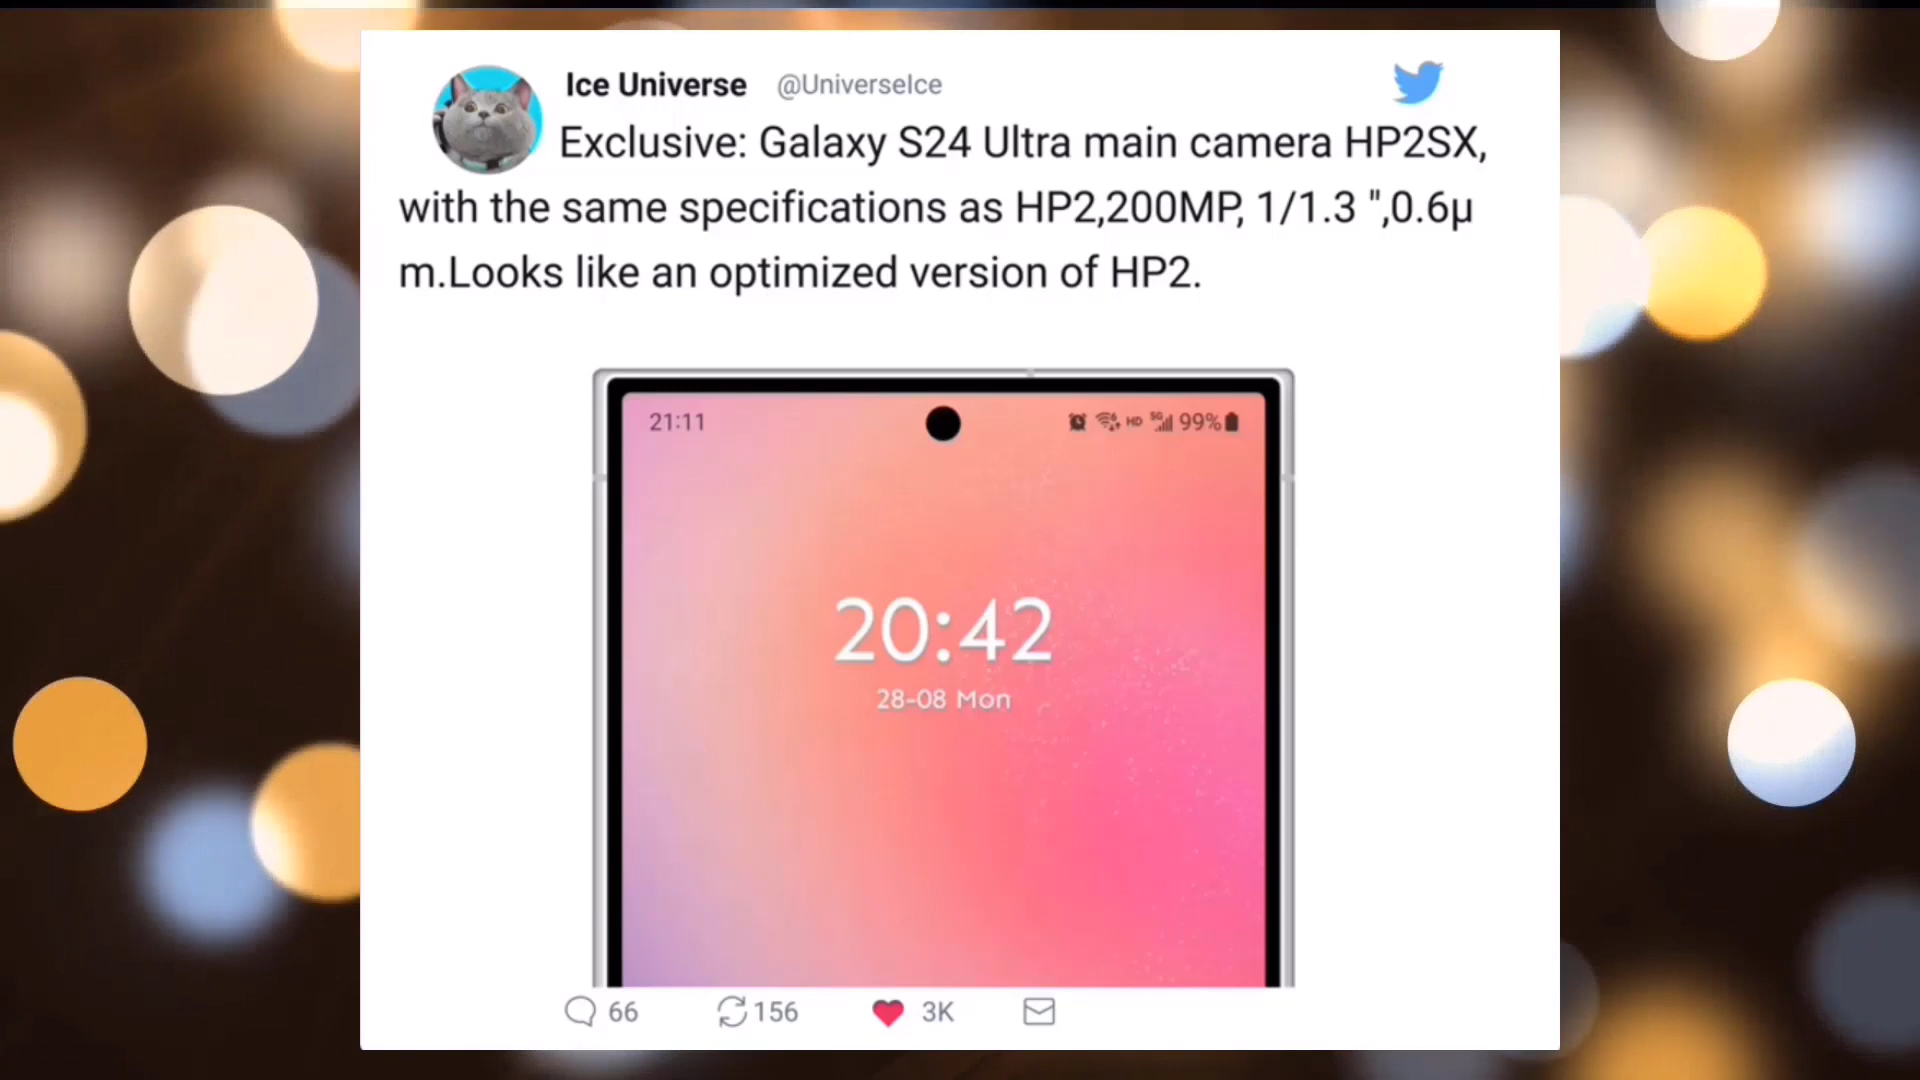 Ice Universe @UniverseIce
Exclusive: Galaxy S24 Ultra main camera HP2SX,
with the same specifications as HP2,200MP, 1/1.3 ",0.6µ
m.Looks like an optimized version of HP2.
21:11 HD 5G 99%
20:42
28-08 Mon
66 156 3K